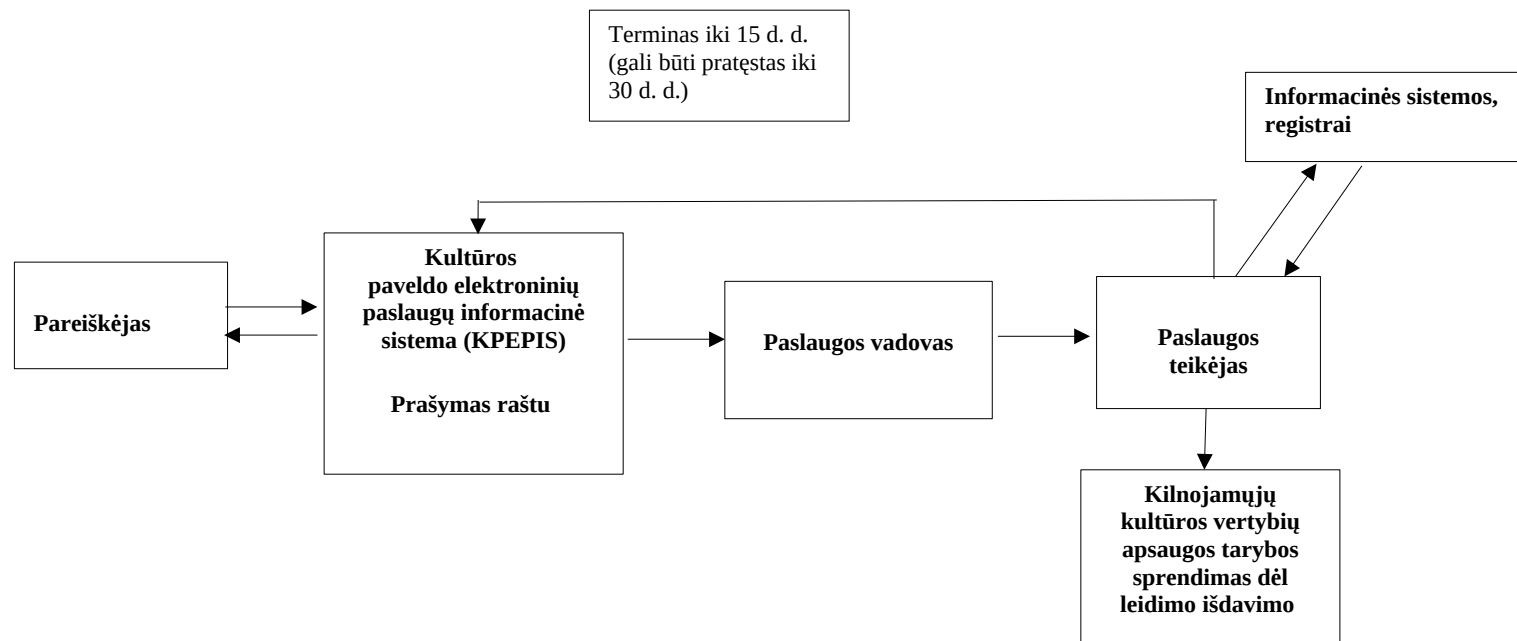 Terminas iki 15 d. d.
(gali būti pratęstas iki
30 d. d.)
Informacinės sistemos,
registrai
Pareiškėjas
Kultūros
paveldo elektroninių
paslaugų informacinė
sistema (KPEPIS)
Prašymas raštu
Paslaugos vadovas
Paslaugos
teikėjas
Kilnojamųjų
kultūros vertybių
apsaugos tarybos
sprendimas dėl
leidimo išdavimo